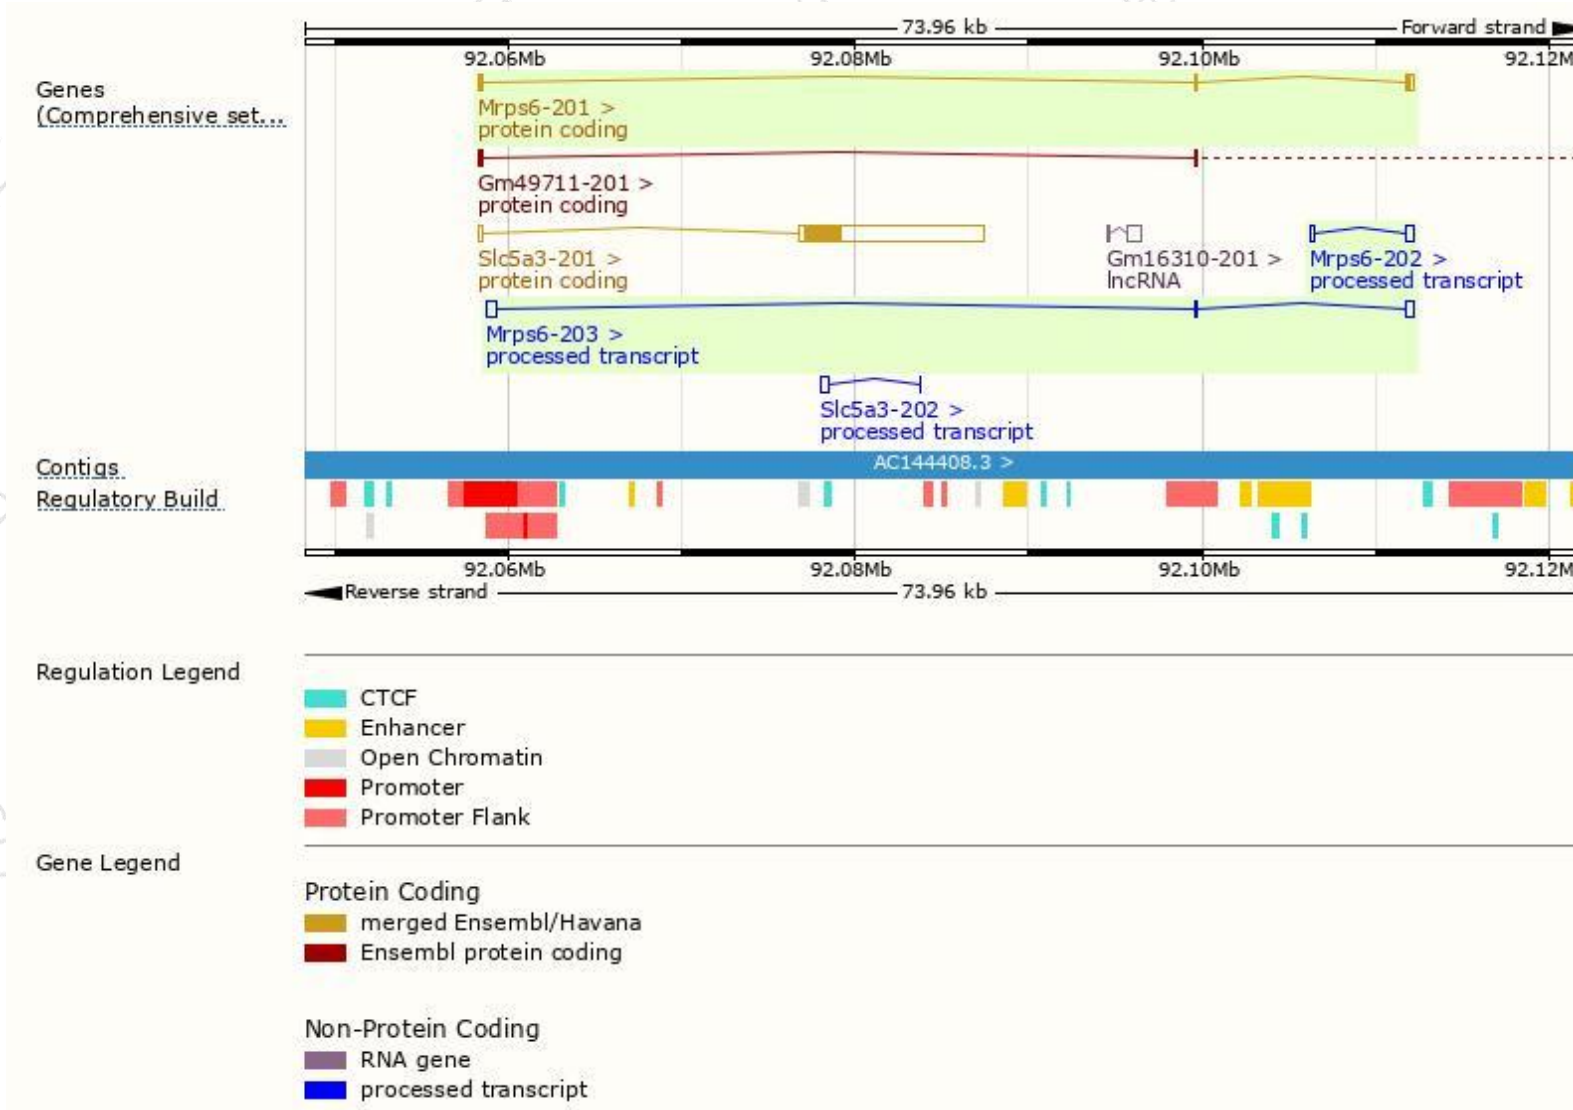 73.96 kb Forward strand
92.06Mb 92.08Mb 92.10Mb 92.12M
Genes
(Comprehensive set...
Mrps6-201 >
protein coding
Gm49711-201 >
protein coding
Slc5a3-201 > Gm16310-201 > Mrps6-202 >
protein coding lncRNA processed transcript
Mrps6-203 >
processed transcript
Slc5a3-202 >
processed transcript
Contigs AC144408.3 >
Regulatory Build
92.06Mb 92.08Mb 92.10Mb 92.12M
Reverse strand 73.96 kb
Regulation Legend
CTCF
Enhancer
Open Chromatin
Promoter
Promoter Flank
Gene Legend
Protein Coding
merged Ensembl/Havana
Ensembl protein coding
Non-Protein Coding
RNA gene
processed transcript